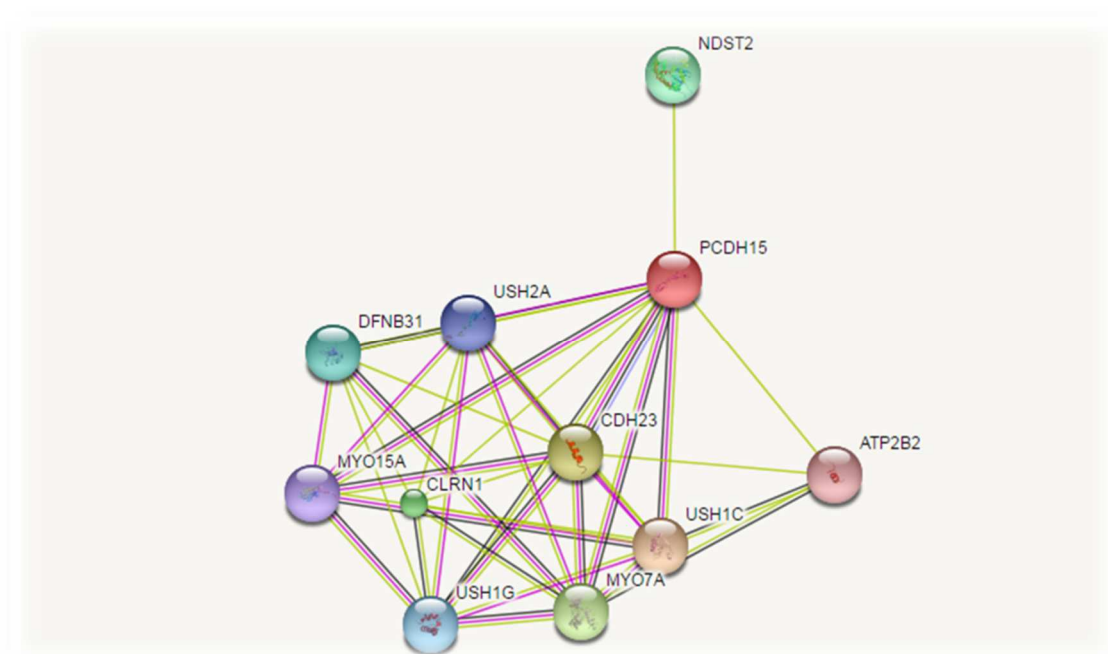 NDST2
PCDH15
USH2A
DFNB31
CDH23
ATP2B2
MYO15A
CLRN1
USH1C
MYO7A
USH1G